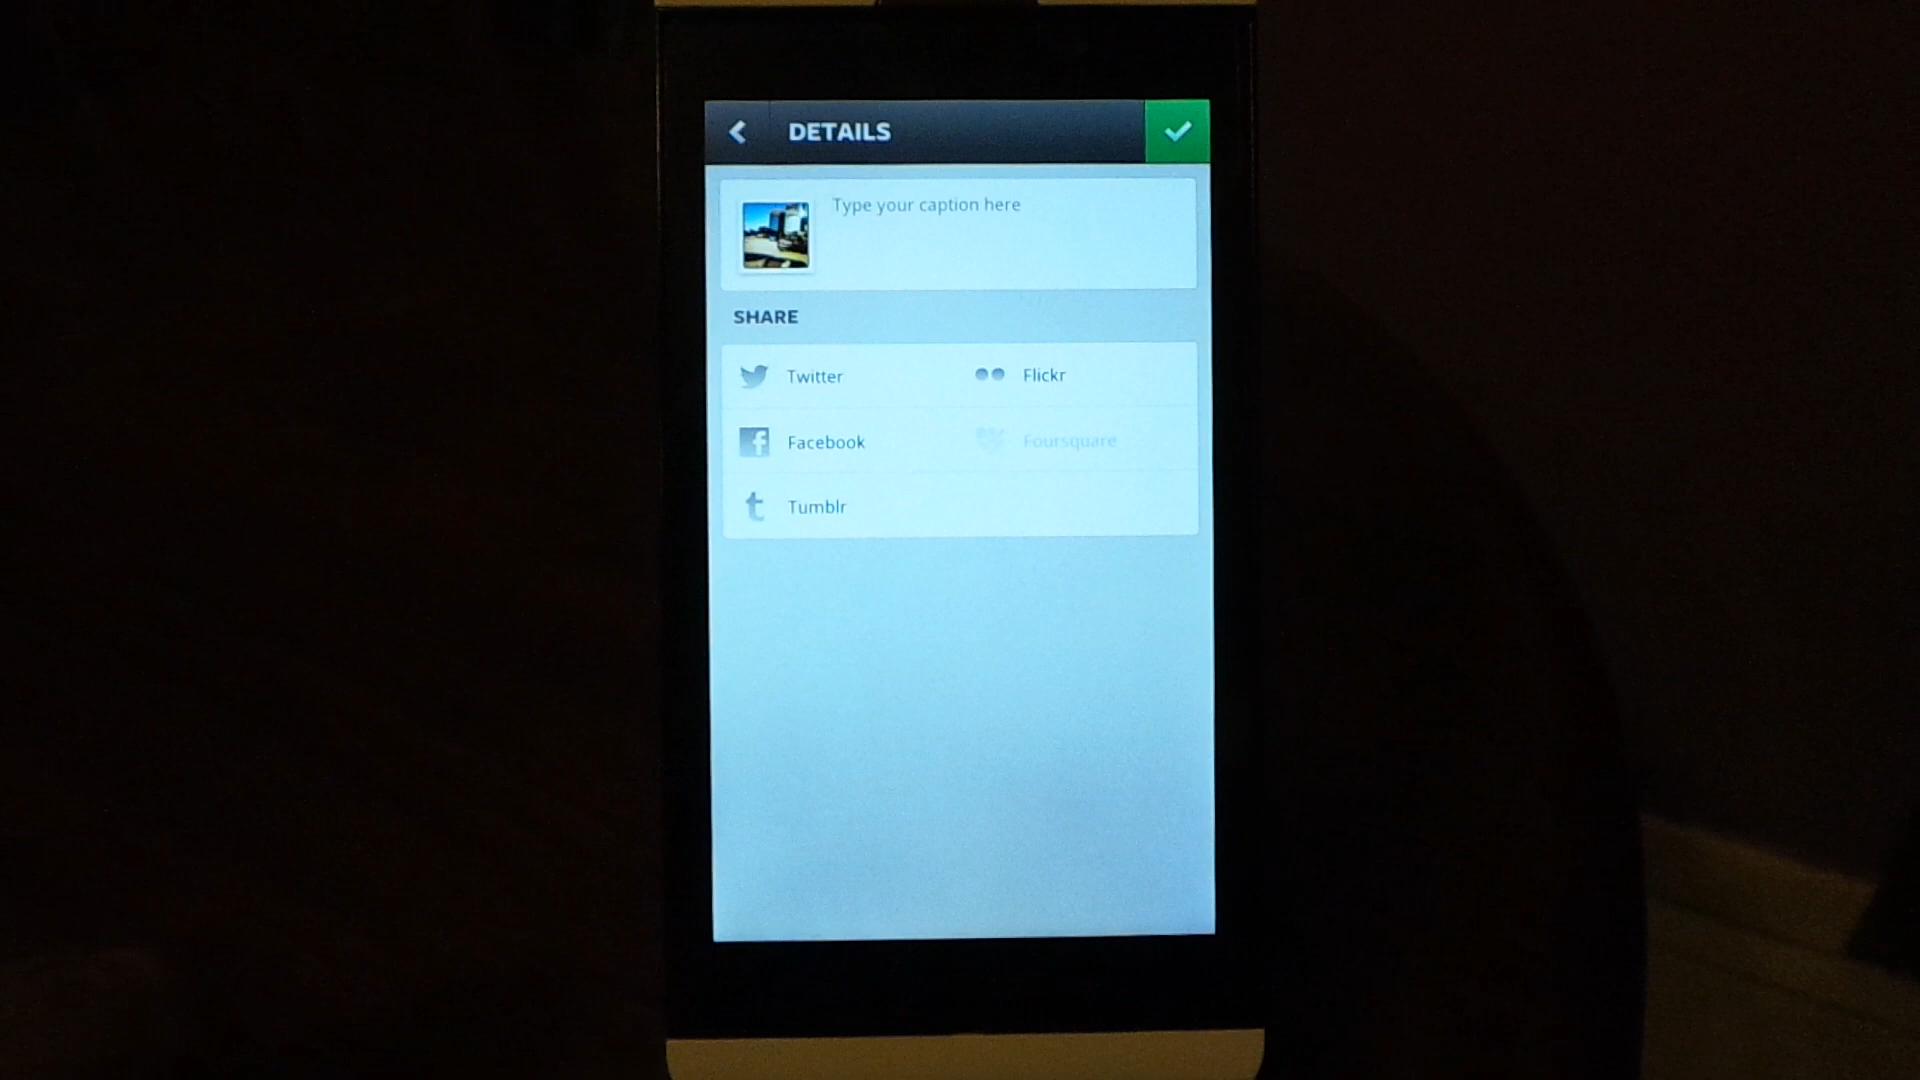 DETAILS
Type your caption here
SHARE
Twitter
Flickr
Facebook
Foursquare
Tumblr